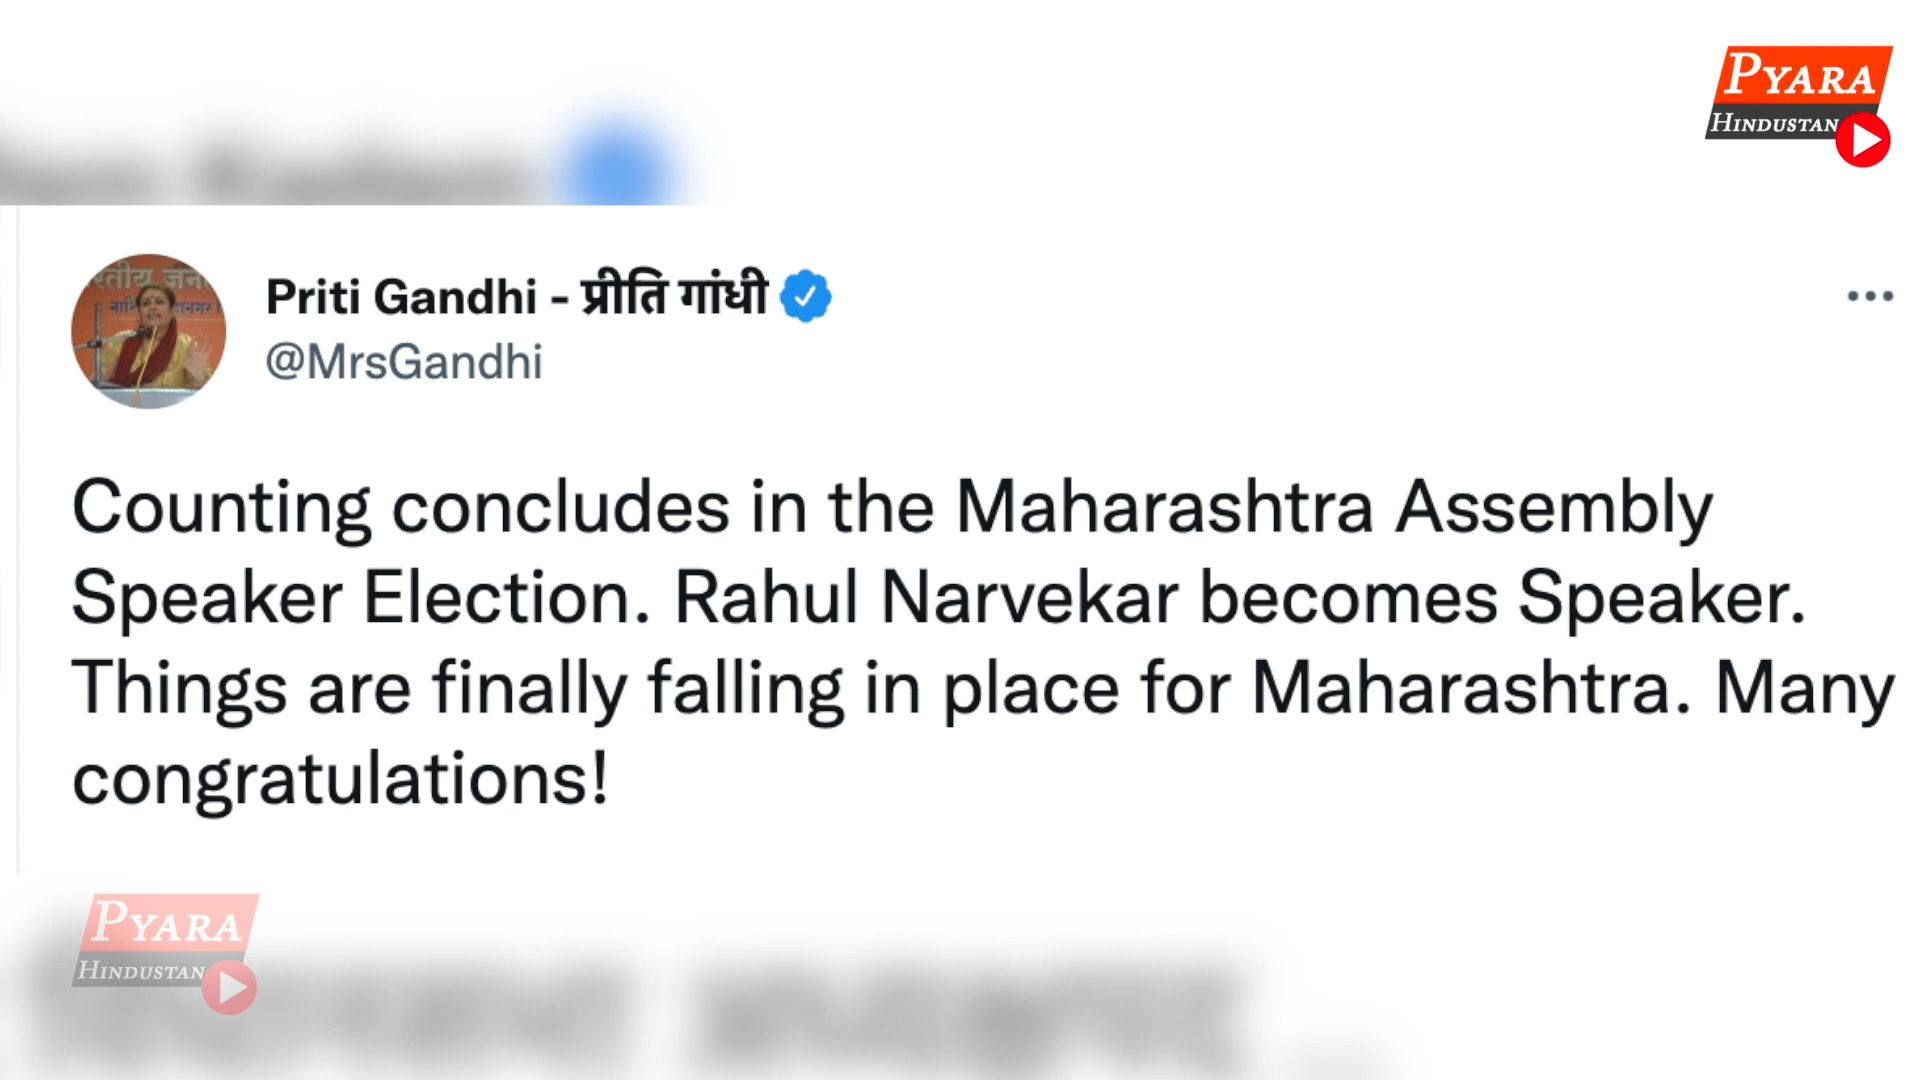 PYARA
HINDUSTAN
Priti Gandhi - प्रीति गांधी
@MrsGandhi
Counting concludes in the Maharashtra Assembly
Speaker Election. Rahul Narvekar becomes Speaker.
Things are finally falling in place for Maharashtra. Many
congratulations!
PYARA
HINDUSTAN